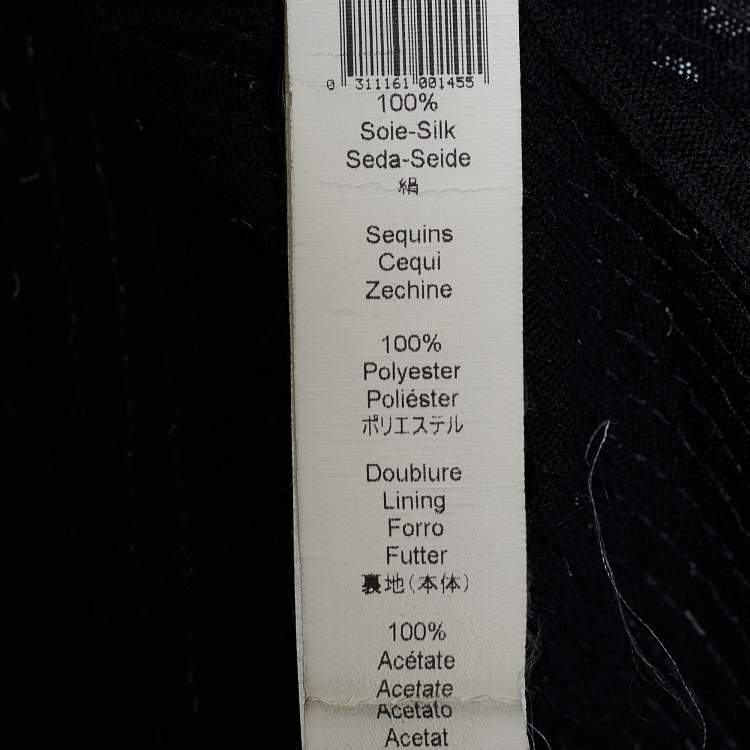 0 311161 001455
100%
Soie-Silk
Seda-Seide
絹
Sequins
Cequi
Zechine
100%
Polyester
Poliéster
ポリエステル
Doublure
Lining
Forro
Futter
裏地(本体)
100%
Acétate
Acetate
Acetato
Acetat